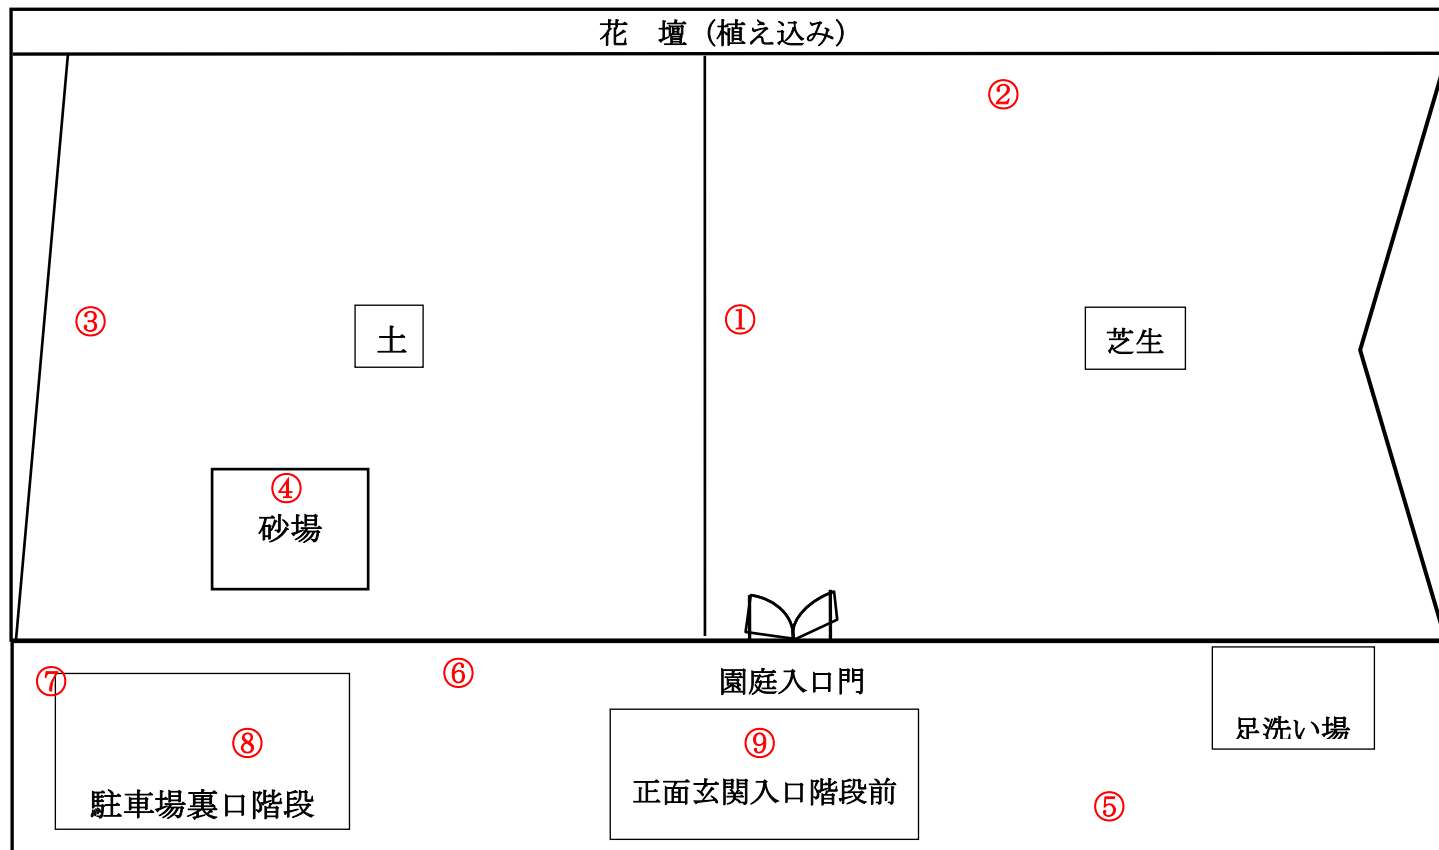 花　壇（植え込み）
②
③
土
①
芝生
④
砂場
⑦
⑥
園庭入口門
⑧
⑨
足洗い場
駐車場裏口階段
正面玄関入口階段前
⑤